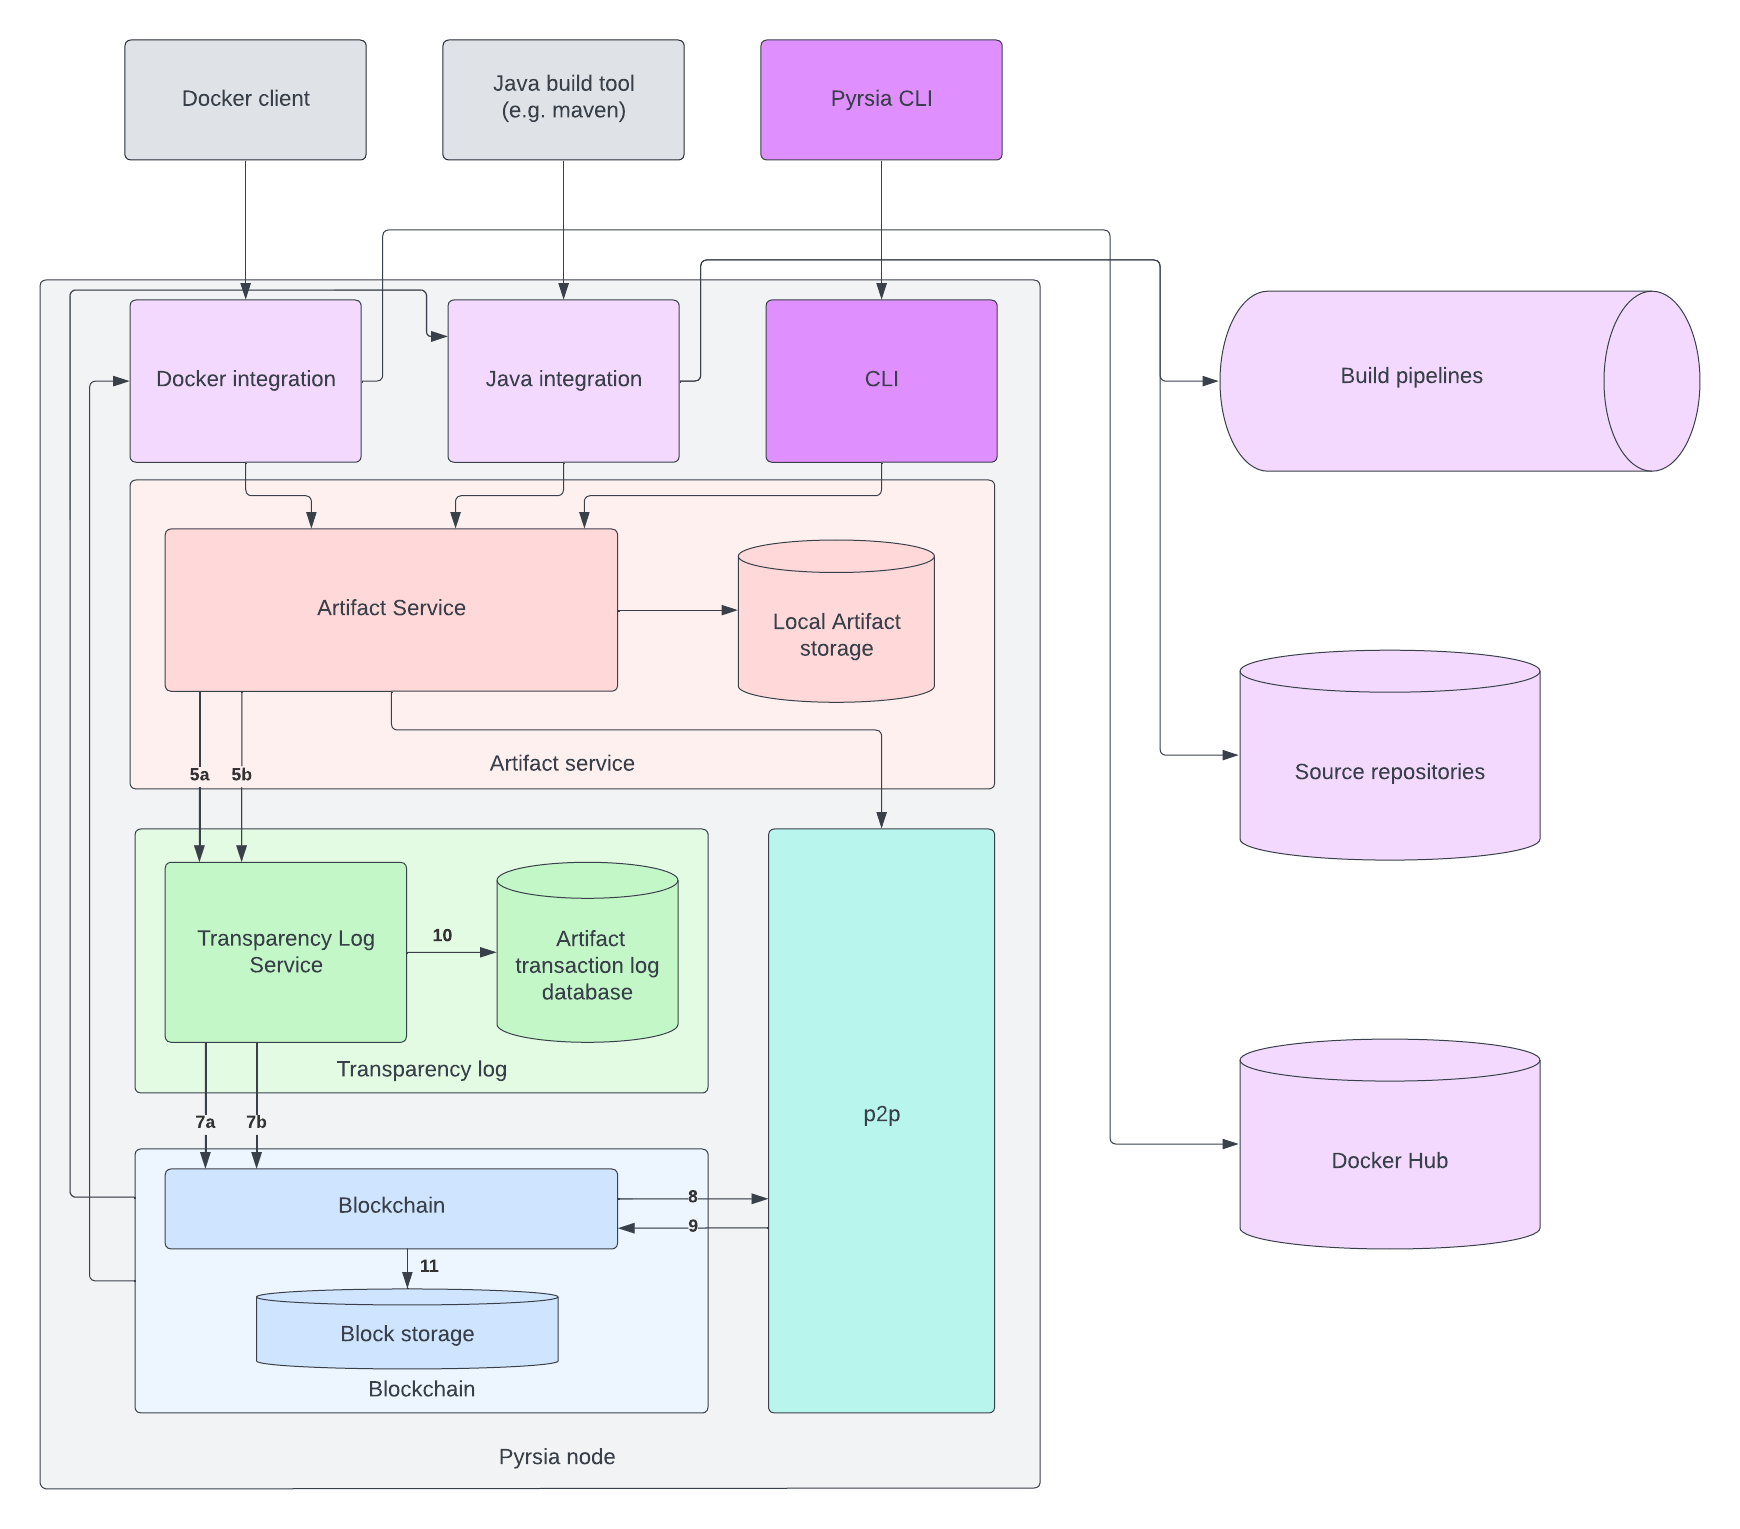 Docker client
Java build tool
(e.g. maven)
Pyrsia CLI
Docker integration
Java integration
CLI
Build pipelines
Artifact Service
Local Artifact
storage
Artifact service
5a
5b
Source repositories
Transparency Log
Service
10
Artifact
transaction log
database
Transparency log
p2p
7a
7b
Docker Hub
Blockchain
8
9
11
Block storage
Blockchain
Pyrsia node